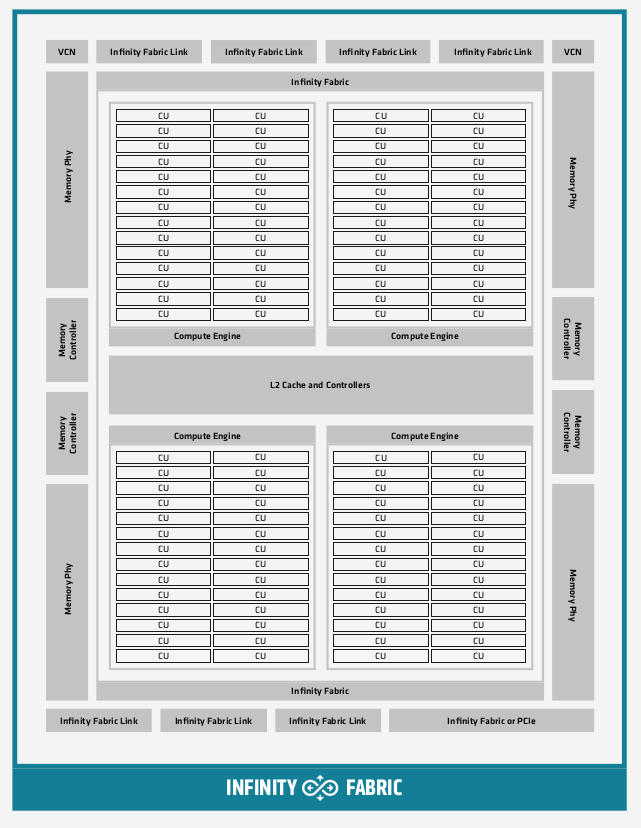 VCN Infinity Fabric Link Infinity Fabric Link Infinity Fabric Link Infinity Fabric Link VCN
Infinity Fabric
Memory Phy
Memory Phy
CU CU CU CU
CU CU CU CU
CU CU CU CU
CU CU CU CU
CU CU CU CU
CU CU CU CU
CU CU CU CU
CU CU CU CU
CU CU CU CU
CU CU CU CU
CU CU CU CU
CU CU CU CU
CU CU CU CU
CU CU CU CU
Compute Engine Compute Engine
Memory
Controller
Memory
Controller
L2 Cache and Controllers
Memory
Controller
Memory
Controller
Compute Engine Compute Engine
CU CU CU CU
CU CU CU CU
CU CU CU CU
CU CU CU CU
CU CU CU CU
CU CU CU CU
CU CU CU CU
CU CU CU CU
CU CU CU CU
CU CU CU CU
CU CU CU CU
CU CU CU CU
CU CU CU CU
CU CU CU CU
Memory Phy
Memory Phy
Infinity Fabric
Infinity Fabric Link Infinity Fabric Link Infinity Fabric Link Infinity Fabric or PCIe
INFINITY FABRIC